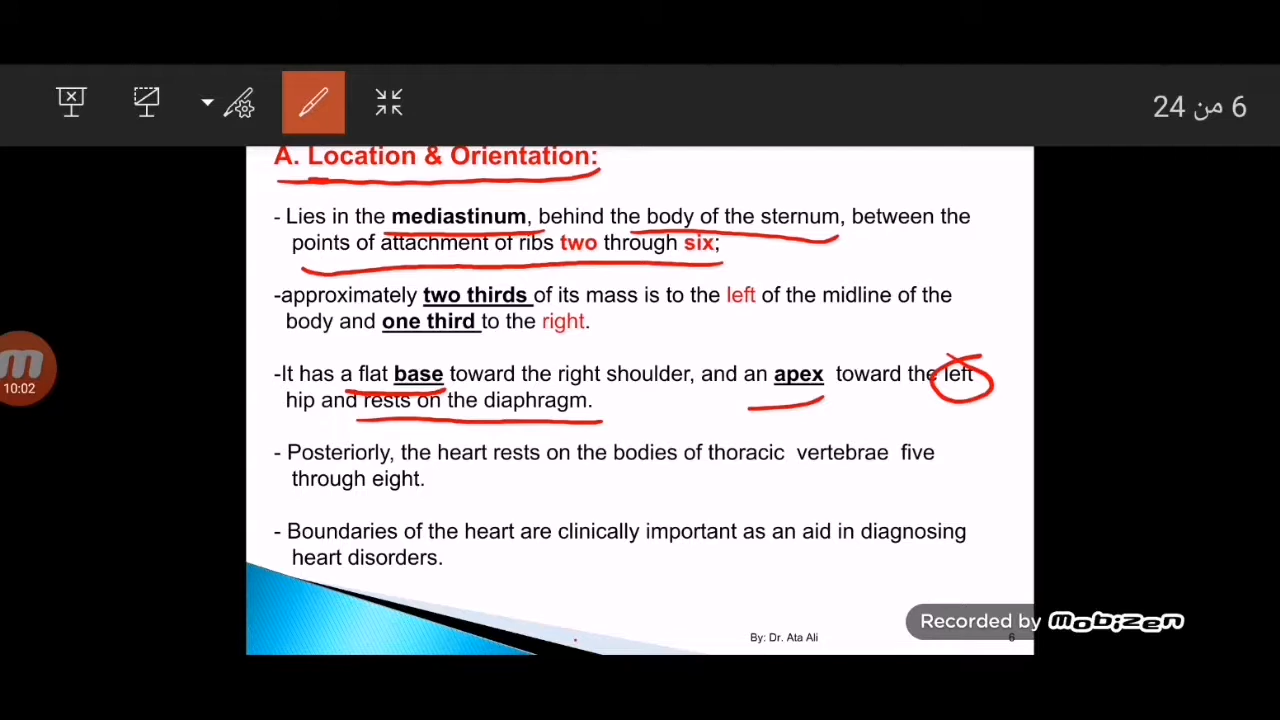 6 من 24
A. Location & Orientation:
- Lies in the mediastinum, behind the body of the sternum, between the
points of attachment of ribs two through six;
-approximately two thirds of its mass is to the left of the midline of the
body and one third to the right.
-It has a flat base toward the right shoulder, and an apex toward the left
hip and rests on the diaphragm.
- Posteriorly, the heart rests on the bodies of thoracic vertebrae five
through eight.
- Boundaries of the heart are clinically important as an aid in diagnosing
heart disorders.
m
10:02
Recorded by mobizen
By: Dr. Ata Ali
6